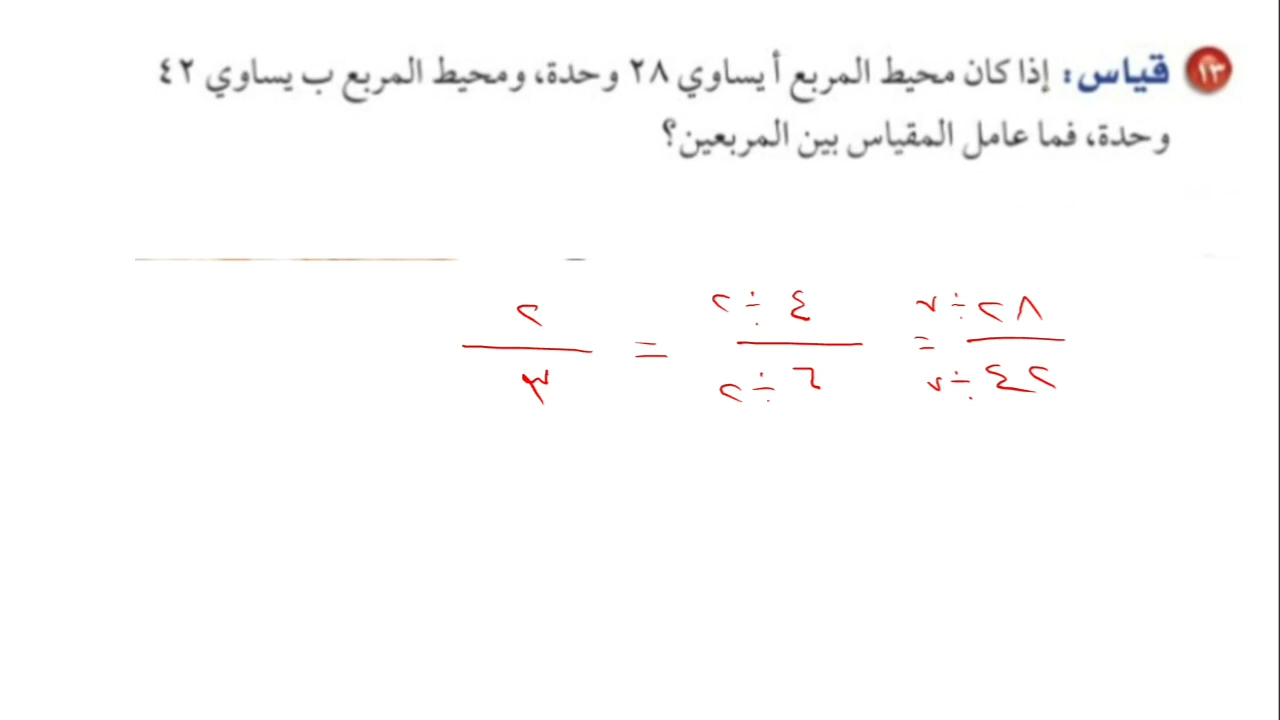 ١٣ قياس: إذا كان محيط المربع أ يساوي ٢٨ وحدة، ومحيط المربع ب يساوي ٤٢
وحدة، فما عامل المقياس بين المربعين؟
٢٨ ÷ ٧ ٤ ÷ ٢ ٢
= =
٤٢ ÷ ٧ ٦ ÷ ٢ ٣